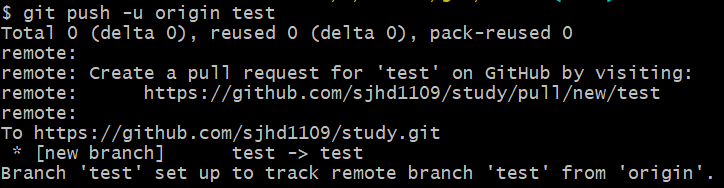 $ git push -u origin test
Total 0 (delta 0), reused 0 (delta 0), pack-reused 0
remote:
remote: Create a pull request for 'test' on GitHub by visiting:
remote:      https://github.com/sjhd1109/study/pull/new/test
remote:
To https://github.com/sjhd1109/study.git
 * [new branch]      test -> test
Branch 'test' set up to track remote branch 'test' from 'origin'.